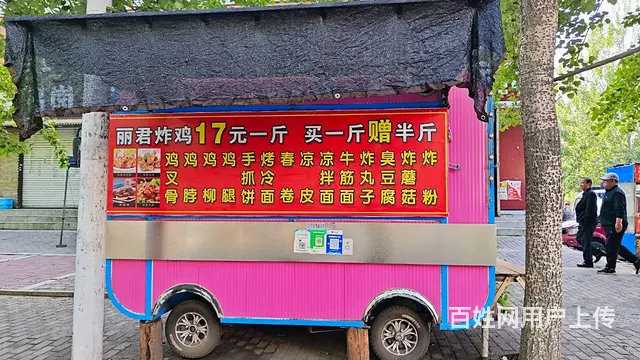 丽君炸鸡17元一斤 买一斤赠半斤
鸡叉骨
鸡脖
鸡柳
鸡腿
手抓饼
烤冷面
春卷
凉皮
凉拌面
牛筋面
炸丸子
臭豆腐
炸蘑菇
炸粉
百姓网用户上传